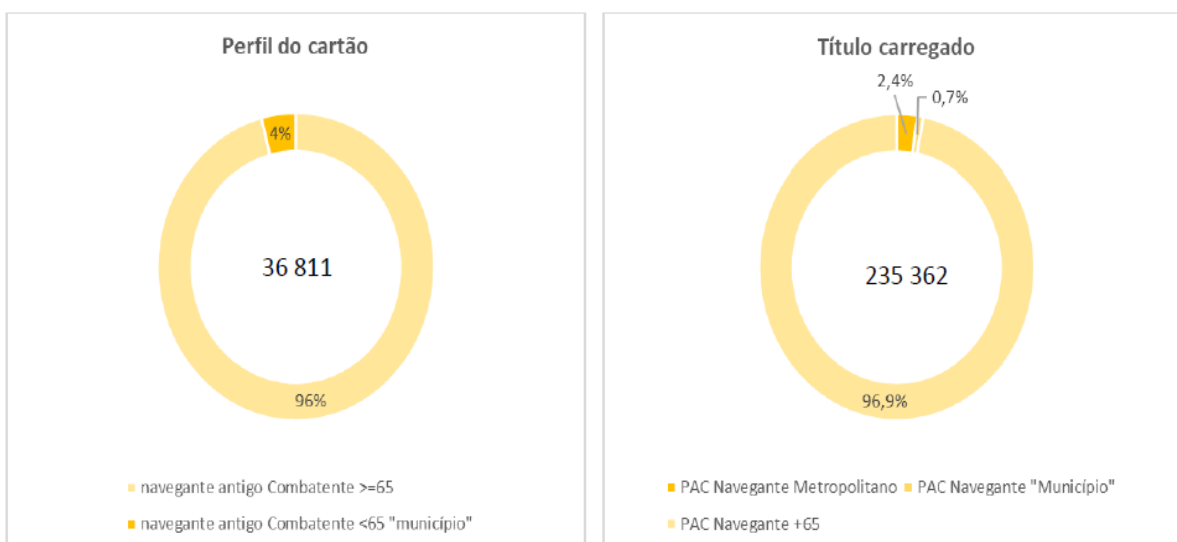 Perfil do cartão
4%
36 811
96%
navegante antigo Combatente >=65
navegante antigo Combatente <65 "município"
Título carregado
2,4%
0,7%
235 362
96,9%
PAC Navegante Metropolitano PAC Navegante "Município"
PAC Navegante +65